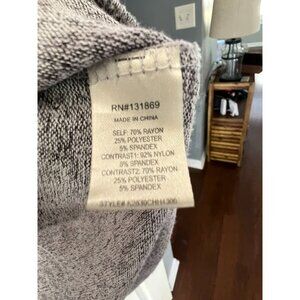 RN#131869
MADE IN CHINA
SELF: 70% RAYON
25% POLYESTER
5% SPANDEX
CONTRAST1: 92% NYLON
8% SPANDEX
CONTRAST2: 70% RAYON
25% POLYESTER
5% SPANDEX
STYLE#